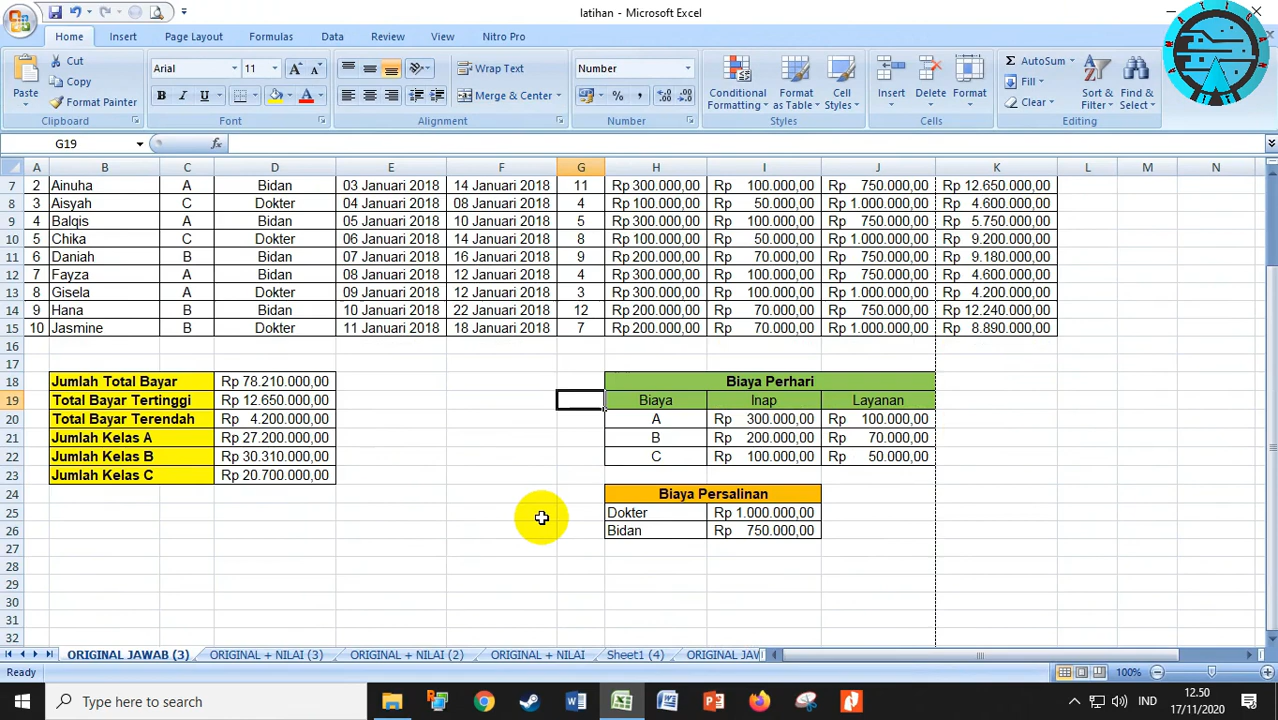 latihan - Microsoft Excel
Home Insert Page Layout Formulas Data Review View Nitro Pro
Paste Cut Copy Format Painter Clipboard
Arial 11 B I U A A A Font
Wrap Text Merge & Center Alignment
Number % , Number
Conditional Formatting Format as Table Cell Styles Styles
Insert Delete Format Cells
Σ AutoSum Fill Clear Sort & Filter Find & Select Editing
G19 fx
A B C D E F G H I J K L M N
7 2 Ainuha A Bidan 03 Januari 2018 14 Januari 2018 11 Rp 300.000,00 Rp 100.000,00 Rp 750.000,00 Rp 12.650.000,00
8 3 Aisyah C Dokter 04 Januari 2018 08 Januari 2018 4 Rp 100.000,00 Rp 50.000,00 Rp 1.000.000,00 Rp 4.600.000,00
9 4 Balqis A Bidan 05 Januari 2018 10 Januari 2018 5 Rp 300.000,00 Rp 100.000,00 Rp 750.000,00 Rp 5.750.000,00
10 5 Chika C Dokter 06 Januari 2018 14 Januari 2018 8 Rp 100.000,00 Rp 50.000,00 Rp 1.000.000,00 Rp 9.200.000,00
11 6 Daniah B Bidan 07 Januari 2018 16 Januari 2018 9 Rp 200.000,00 Rp 70.000,00 Rp 750.000,00 Rp 9.180.000,00
12 7 Fayza A Bidan 08 Januari 2018 12 Januari 2018 4 Rp 300.000,00 Rp 100.000,00 Rp 750.000,00 Rp 4.600.000,00
13 8 Gisela A Dokter 09 Januari 2018 12 Januari 2018 3 Rp 300.000,00 Rp 100.000,00 Rp 1.000.000,00 Rp 4.200.000,00
14 9 Hana B Bidan 10 Januari 2018 22 Januari 2018 12 Rp 200.000,00 Rp 70.000,00 Rp 750.000,00 Rp 12.240.000,00
15 10 Jasmine B Dokter 11 Januari 2018 18 Januari 2018 7 Rp 200.000,00 Rp 70.000,00 Rp 1.000.000,00 Rp 8.890.000,00
16
17
18 Jumlah Total Bayar Rp 78.210.000,00 Biaya Perhari
19 Total Bayar Tertinggi Rp 12.650.000,00 Biaya Inap Layanan
20 Total Bayar Terendah Rp 4.200.000,00 A Rp 300.000,00 Rp 100.000,00
21 Jumlah Kelas A Rp 27.200.000,00 B Rp 200.000,00 Rp 70.000,00
22 Jumlah Kelas B Rp 30.310.000,00 C Rp 100.000,00 Rp 50.000,00
23 Jumlah Kelas C Rp 20.700.000,00
24 Biaya Persalinan
25 Dokter Rp 1.000.000,00
26 Bidan Rp 750.000,00
27
28
29
30
31
32
ORIGINAL JAWAB (3) ORIGINAL + NILAI (3) ORIGINAL + NILAI (2) ORIGINAL + NILAI Sheet1 (4) ORIGINAL JAW
Ready 100%
Type here to search IND 12.50
17/11/2020